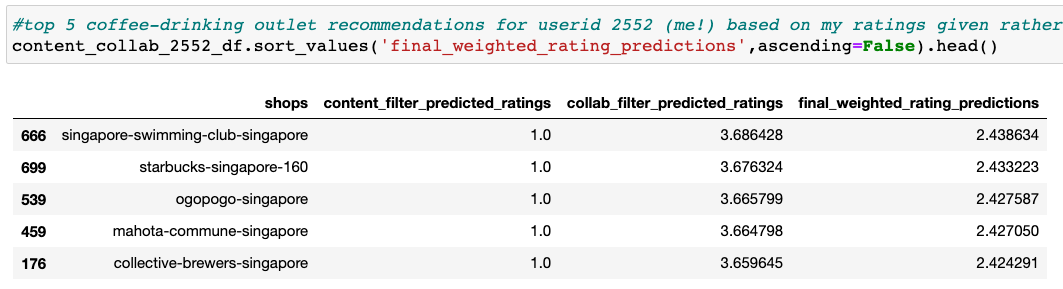 #top 5 coffee-drinking outlet recommendations for userid 2552 (me!) based on my ratings given rather
content_collab_2552_df.sort_values('final_weighted_rating_predictions',ascending=False).head()
shops content_filter_predicted_ratings collab_filter_predicted_ratings final_weighted_rating_predictions
666 singapore-swimming-club-singapore 1.0 3.686428 2.438634
699 starbucks-singapore-160 1.0 3.676324 2.433223
539 ogopogo-singapore 1.0 3.665799 2.427587
459 mahota-commune-singapore 1.0 3.664798 2.427050
176 collective-brewers-singapore 1.0 3.659645 2.424291